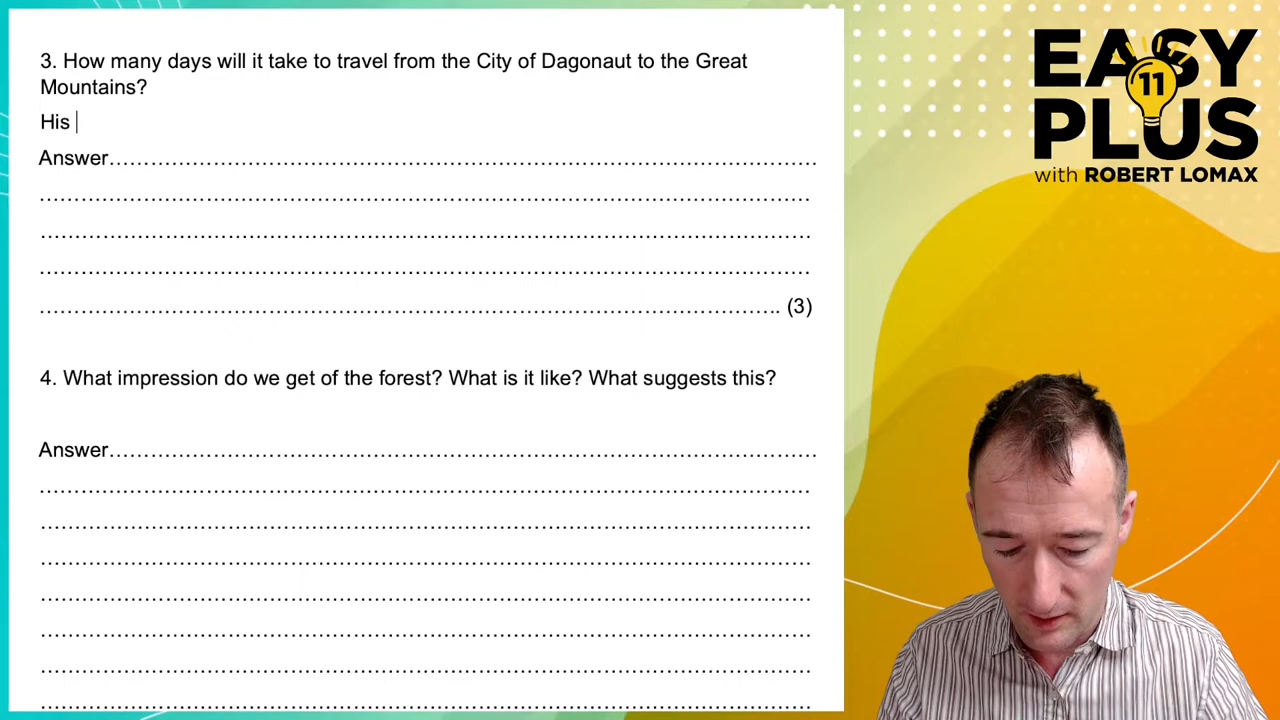 3. How many days will it take to travel from the City of Dagonaut to the Great
Mountains?
His
Answer……………………………………………………………………………………
………………………………………………………………………………………
………………………………………………………………………………………
………………………………………………………………………………………
…………………………………………………………………………………….. (3)
4. What impression do we get of the forest? What is it like? What suggests this?
Answer……………………………………………………………………………………
………………………………………………………………………………………
………………………………………………………………………………………
………………………………………………………………………………………
………………………………………………………………………………………
………………………………………………………………………………………
………………………………………………………………………………………
………………………………………………………………………………………
EASY
11
PLUS
with ROBERT LOMAX